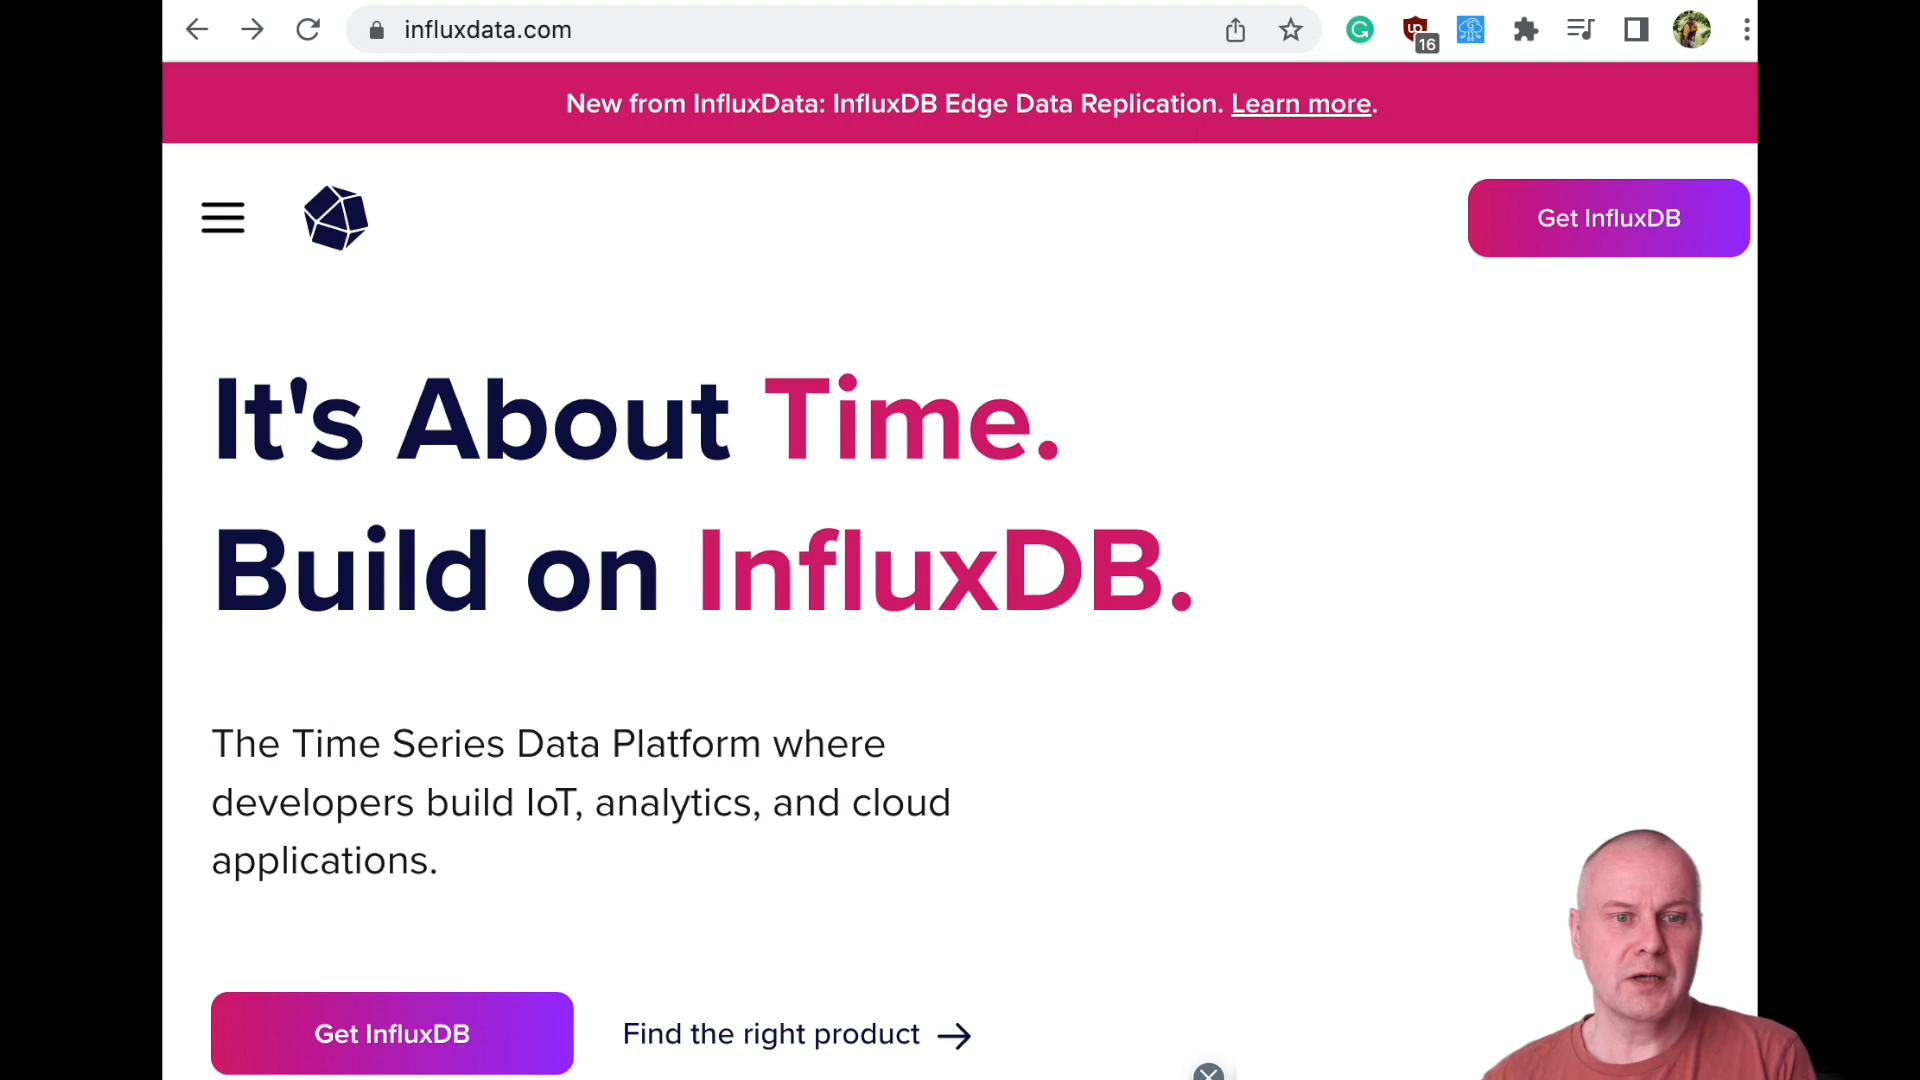 influxdata.com
16
New from InfluxData: InfluxDB Edge Data Replication. Learn more.
Get InfluxDB
It's About Time.
Build on InfluxDB.
The Time Series Data Platform where
developers build IoT, analytics, and cloud
applications.
Get InfluxDB
Find the right product →